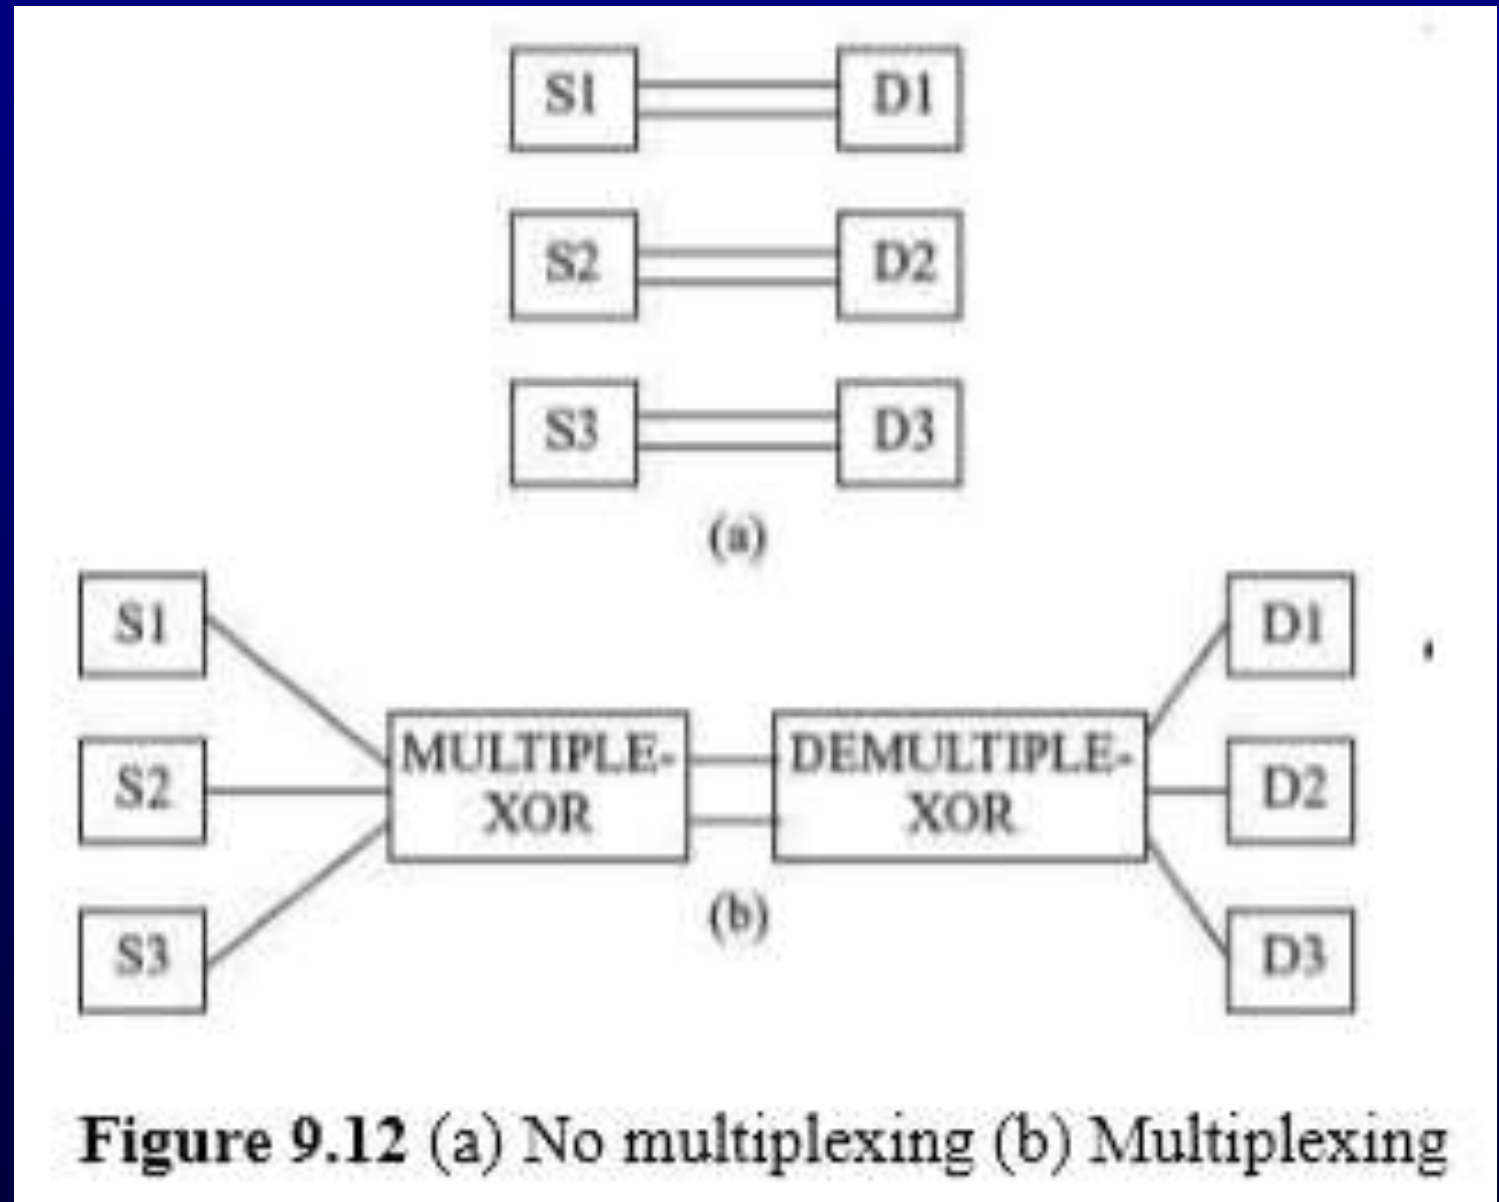 S1 D1
S2 D2
S3 D3
(a)
S1 D1
MULTIPLE- DEMULTIPLE-
S2 D2
XOR XOR
(b)
S3 D3
Figure 9.12 (a) No multiplexing (b) Multiplexing